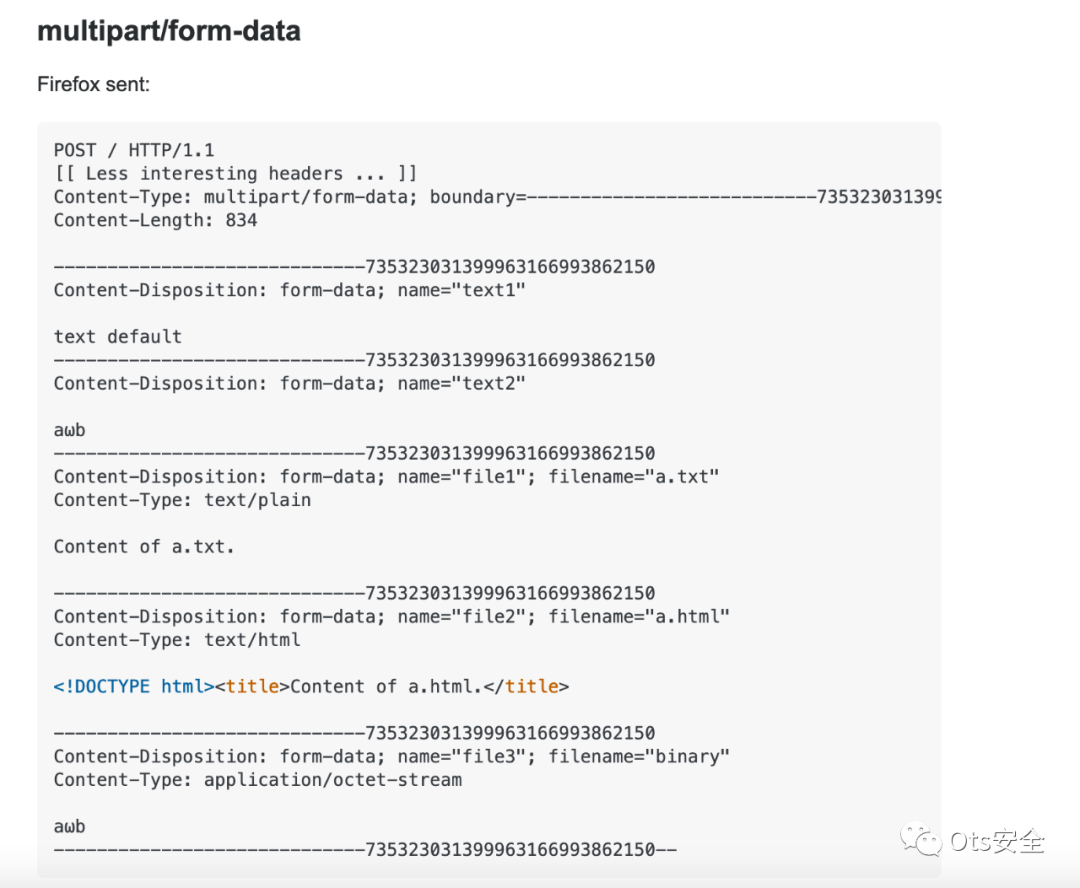 multipart/form-data
Firefox sent:
POST / HTTP/1.1
[[ Less interesting headers ... ]]
Content-Type: multipart/form-data; boundary=---------------------------735323031399
Content-Length: 834
-----------------------------735323031399963166993862150
Content-Disposition: form-data; name="text1"
text default
-----------------------------735323031399963166993862150
Content-Disposition: form-data; name="text2"
aωb
-----------------------------735323031399963166993862150
Content-Disposition: form-data; name="file1"; filename="a.txt"
Content-Type: text/plain
Content of a.txt.
-----------------------------735323031399963166993862150
Content-Disposition: form-data; name="file2"; filename="a.html"
Content-Type: text/html
<!DOCTYPE html><title>Content of a.html.</title>
-----------------------------735323031399963166993862150
Content-Disposition: form-data; name="file3"; filename="binary"
Content-Type: application/octet-stream
aωb
-----------------------------735323031399963166993862150--
Ots安全